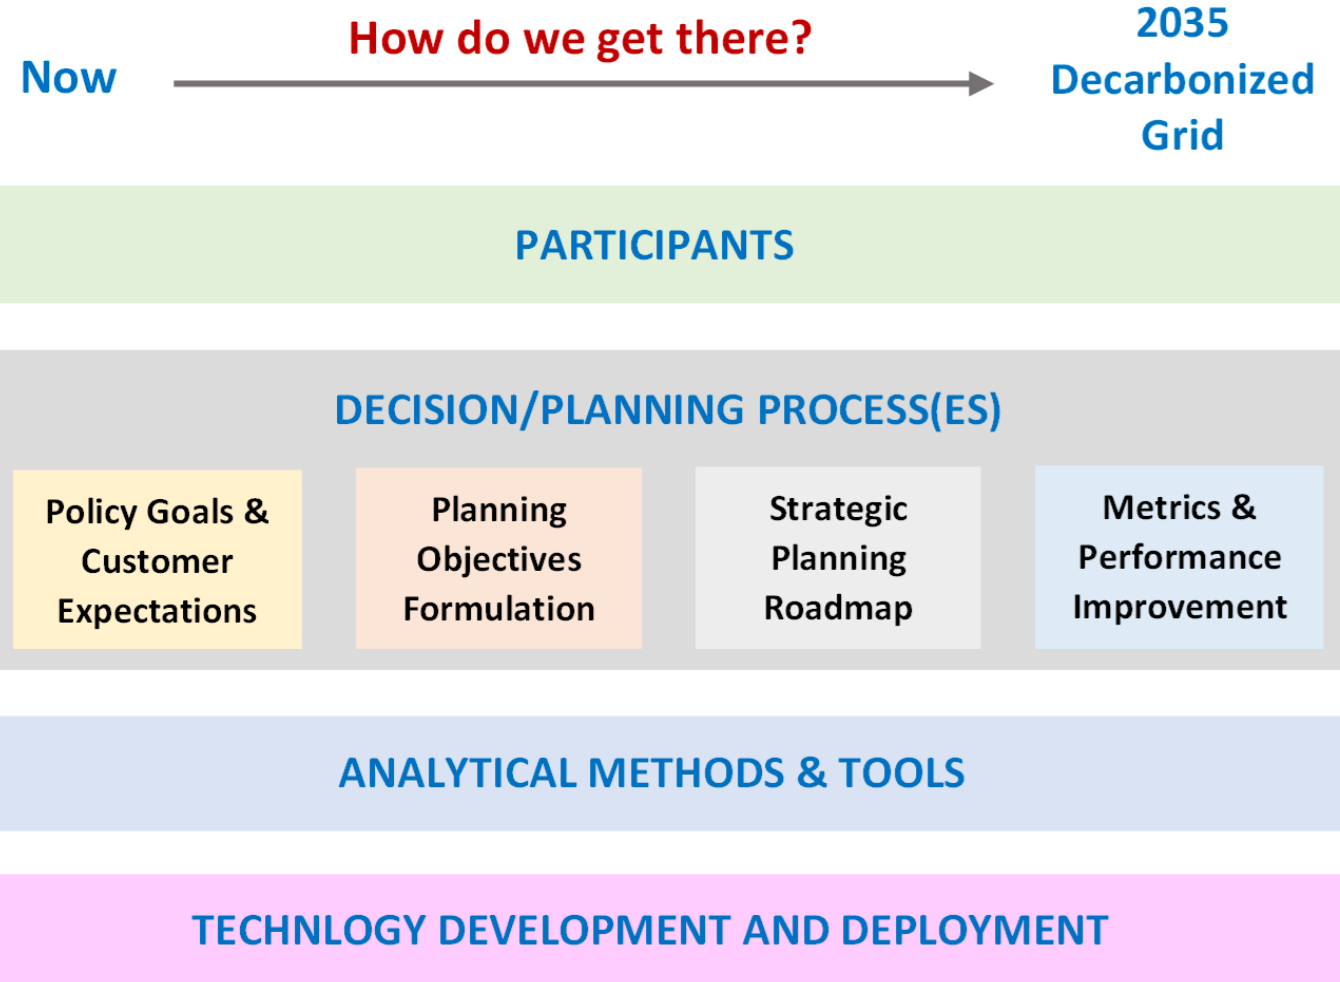 How do we get there?
Now
2035
Decarbonized
Grid
PARTICIPANTS
DECISION/PLANNING PROCESS(ES)
Policy Goals &
Customer
Expectations
Planning
Objectives
Formulation
Strategic
Planning
Roadmap
Metrics &
Performance
Improvement
ANALYTICAL METHODS & TOOLS
TECHNLOGY DEVELOPMENT AND DEPLOYMENT